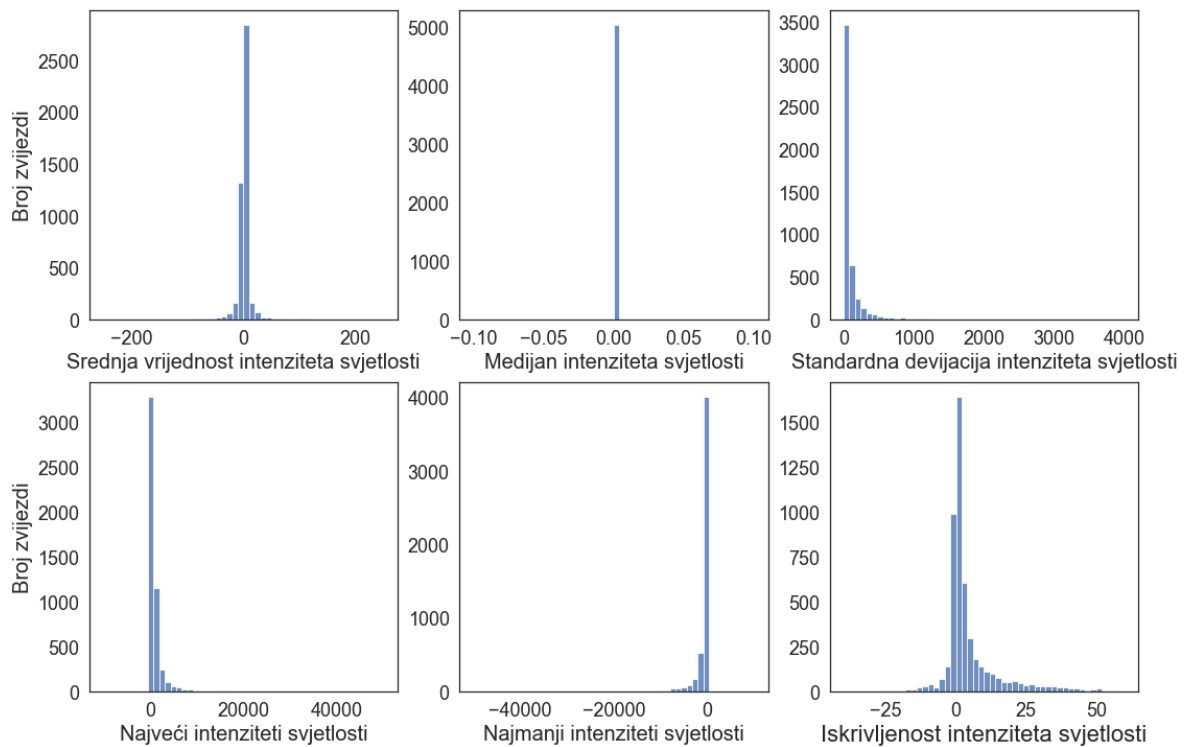 Broj zvijezdi
2500
2000
1500
1000
500
0
−200 0 200
Srednja vrijednost intenziteta svjetlosti
5000
4000
3000
2000
1000
0
−0.10 −0.05 0.00 0.05 0.10
Medijan intenziteta svjetlosti
3500
3000
2500
2000
1500
1000
500
0
0 1000 2000 3000 4000
Standardna devijacija intenziteta svjetlosti
Broj zvijezdi
3000
2500
2000
1500
1000
500
0
0 20000 40000
Najveći intenziteti svjetlosti
4000
3000
2000
1000
0
−40000 −20000 0
Najmanji intenziteti svjetlosti
1500
1250
1000
750
500
250
0
−25 0 25 50
Iskrivljenost intenziteta svjetlosti